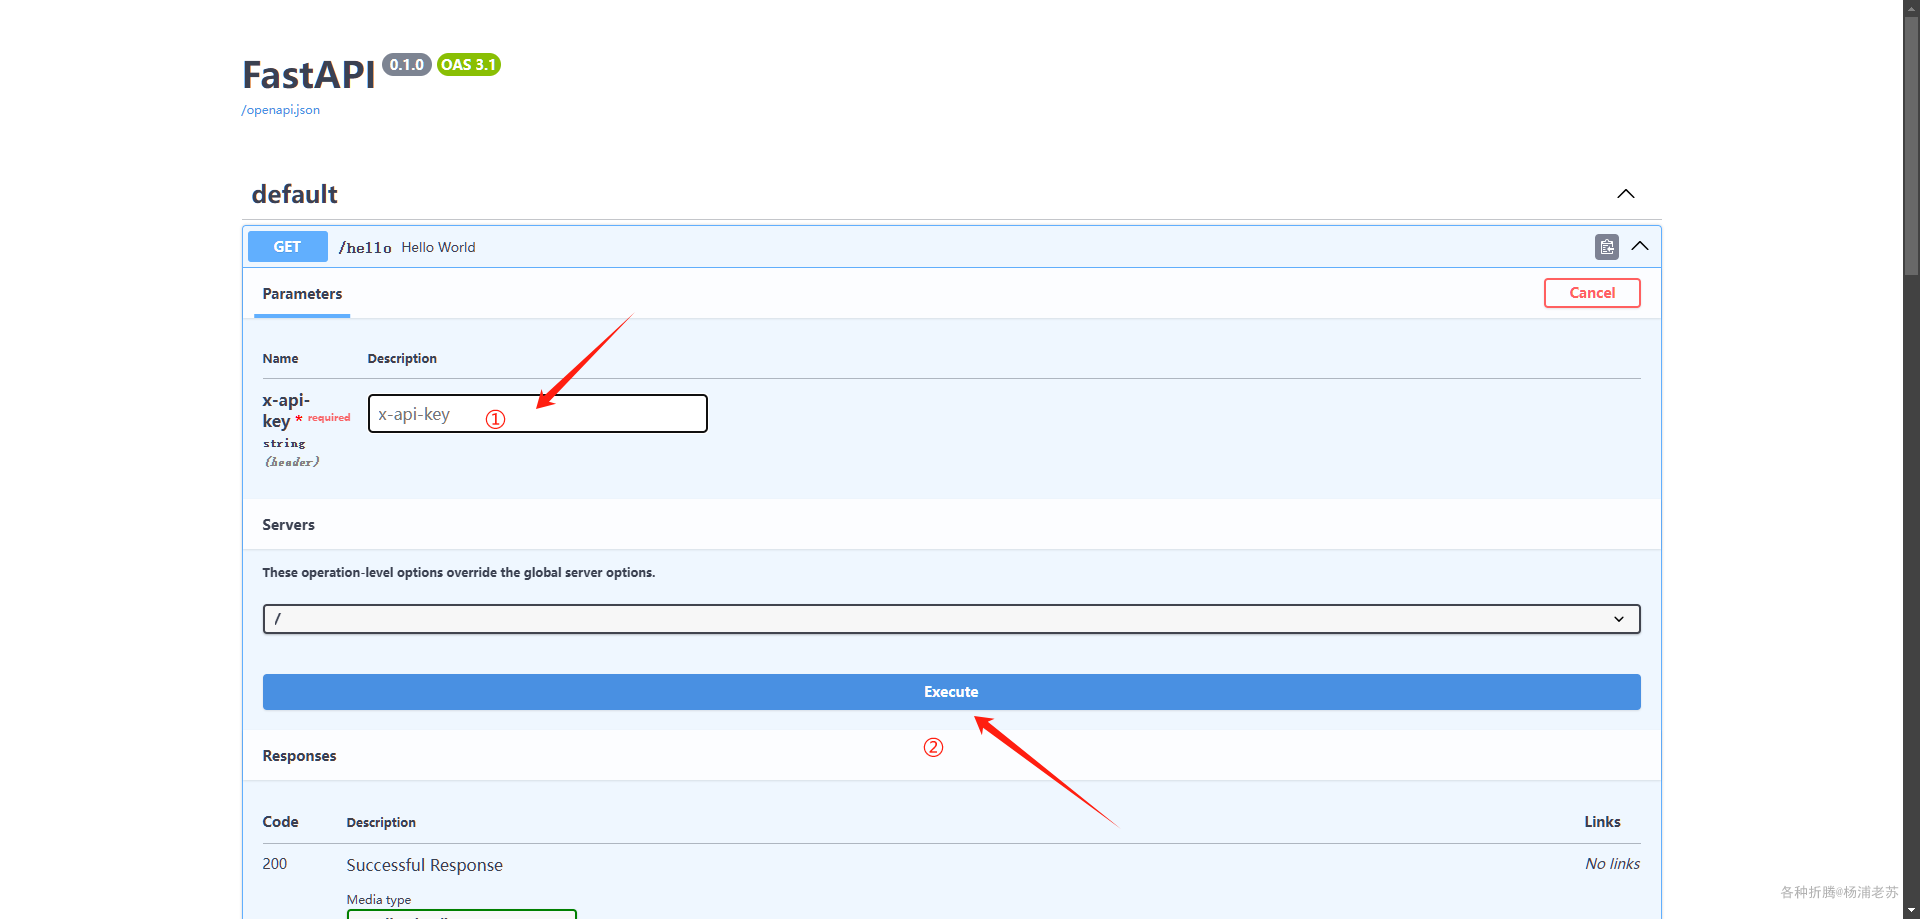 FastAPI 0.1.0 OAS 3.1
/openapi.json
default
GET /hello Hello World
Parameters Cancel
Name Description
x-api-
key * required
x-api-key ①
string
(header)
Servers
These operation-level options override the global server options.
/
Execute
②
Responses
Code Description Links
200 Successful Response No links
Media type
各种折腾@杨浦老苏